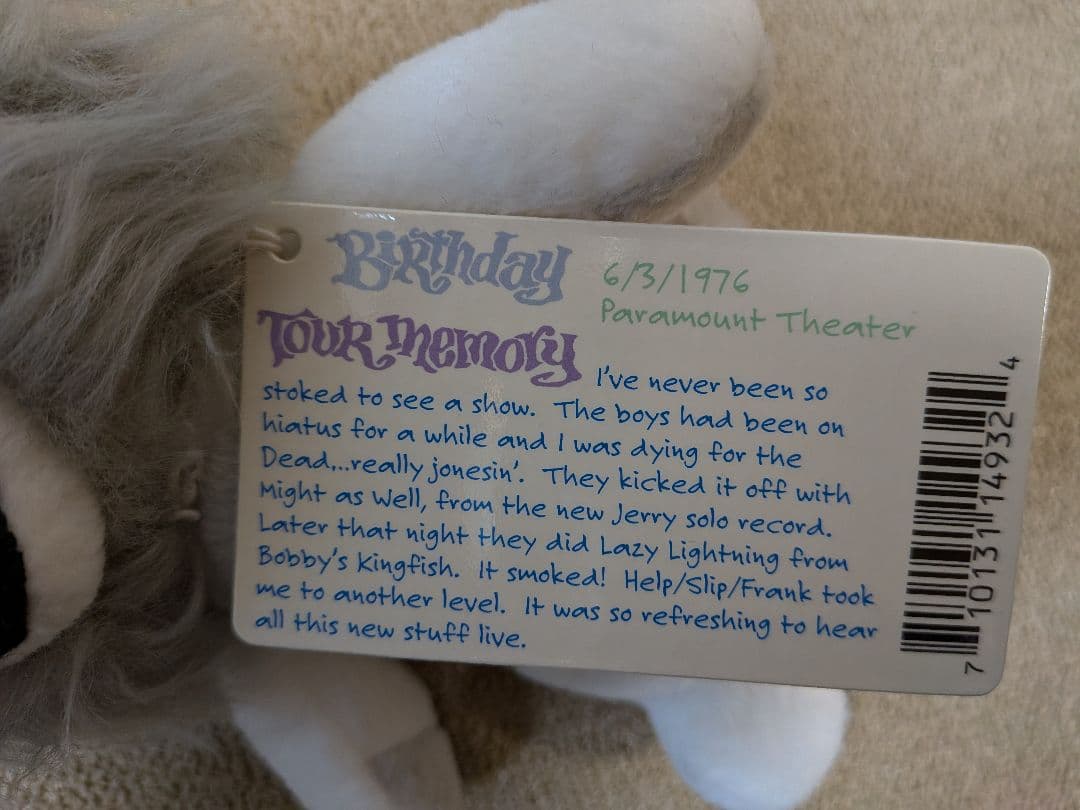 Birthday 6/3/1976
Paramount Theater
Tour Memory I've never been so
stoked to see a show. The boys had been on
hiatus for a while and I was dying for the
Dead...really jonesin'. They kicked it off with
Might as Well, from the new Jerry solo record.
Later that night they did Lazy Lightning from
Bobby's Kingfish. It smoked! Help/Slip/Frank took
me to another level. It was so refreshing to hear
all this new stuff live.
7 10131 14932 4